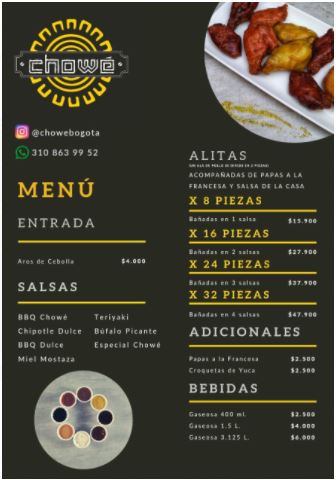 chowé
@chowebogota
310 863 99 52
MENÚ
ENTRADA
Aros de Cebolla $4.000
SALSAS
BBQ Chowé Teriyaki
Chipotle Dulce Búfalo Picante
BBQ Dulce Especial Chowé
Miel Mostaza
ALITAS
ACOMPAÑADAS DE PAPAS A LA
FRANCESA Y SALSA DE LA CASA
X 8 PIEZAS
Bañadas en 1 salsa $15.900
X 16 PIEZAS
Bañadas en 2 salsas $27.900
X 24 PIEZAS
Bañadas en 3 salsas $37.900
X 32 PIEZAS
Bañadas en 4 salsas $47.900
ADICIONALES
Papas a la Francesa $2.500
Croquetas de Yuca $2.500
BEBIDAS
Gaseosa 400 ml. $2.500
Gaseosa 1.5 L. $4.000
Gaseosa 3.125 L. $6.000